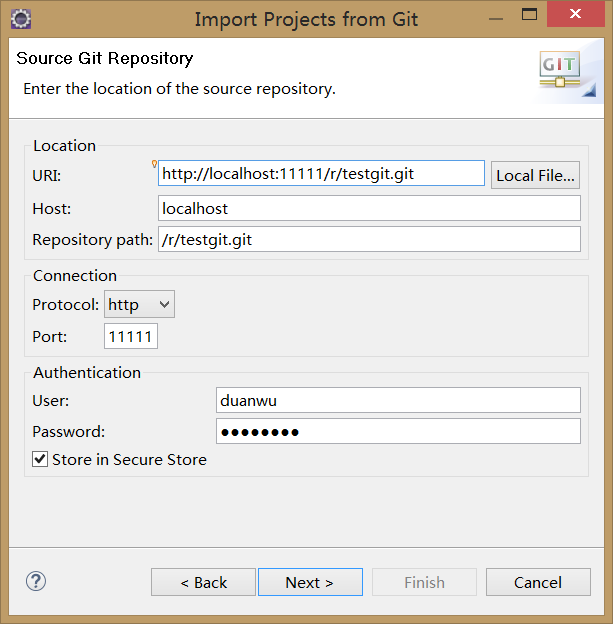 Import Projects from Git
Source Git Repository
Enter the location of the source repository.
GIT
Location
URI: http://localhost:11111/r/testgit.git Local File...
Host: localhost
Repository path: /r/testgit.git
Connection
Protocol: http
Port: 11111
Authentication
User: duanwu
Password: ●●●●●●●●
Store in Secure Store
? < Back Next > Finish Cancel